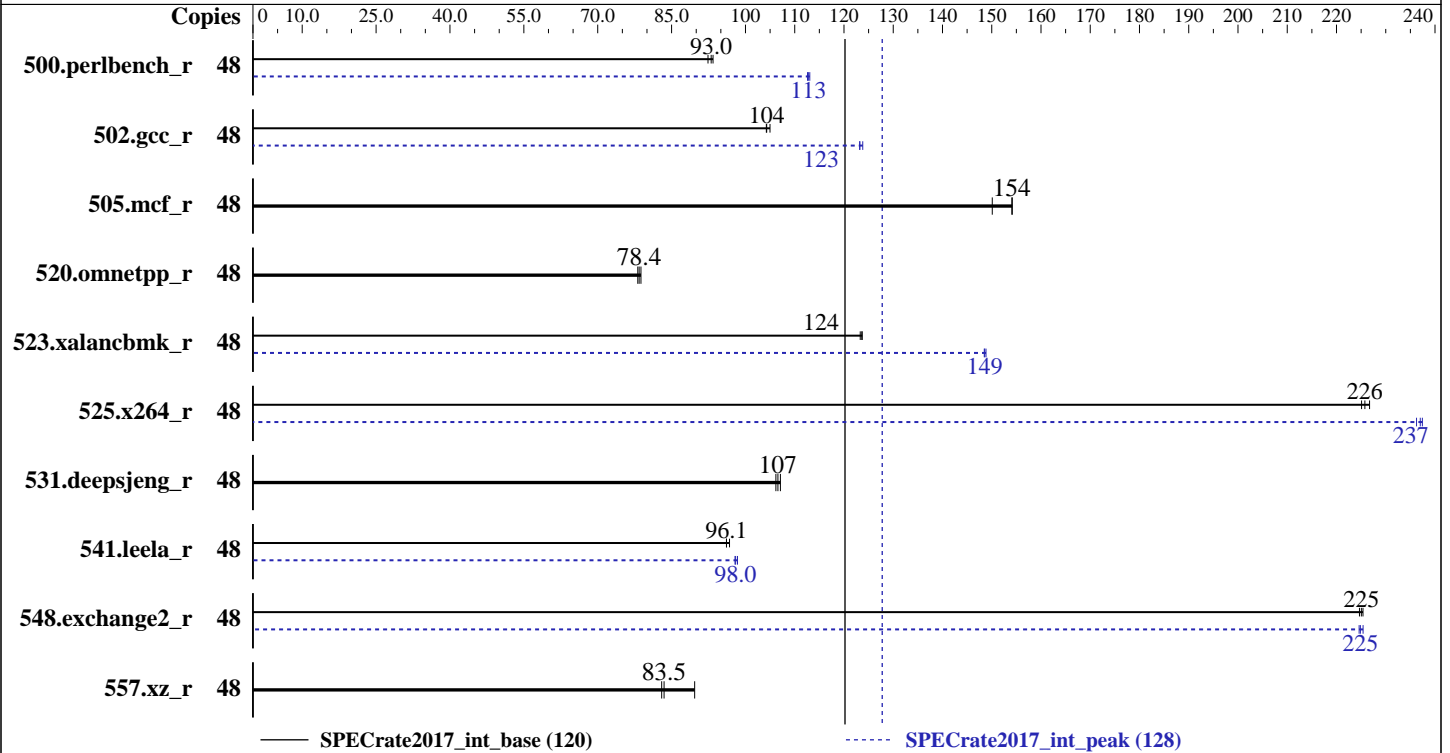 Copies 0 10.0 25.0 40.0 55.0 70.0 85.0 100 110 120 130 140 150 160 170 180 190 200 210 220 240
93.0
500.perlbench_r 48
113
104
502.gcc_r 48
123
154
505.mcf_r 48
78.4
520.omnetpp_r 48
124
523.xalancbmk_r 48
149
226
525.x264_r 48
237
107
531.deepsjeng_r 48
96.1
541.leela_r 48
98.0
225
548.exchange2_r 48
225
83.5
557.xz_r 48
SPECrate2017_int_base (120) SPECrate2017_int_peak (128)